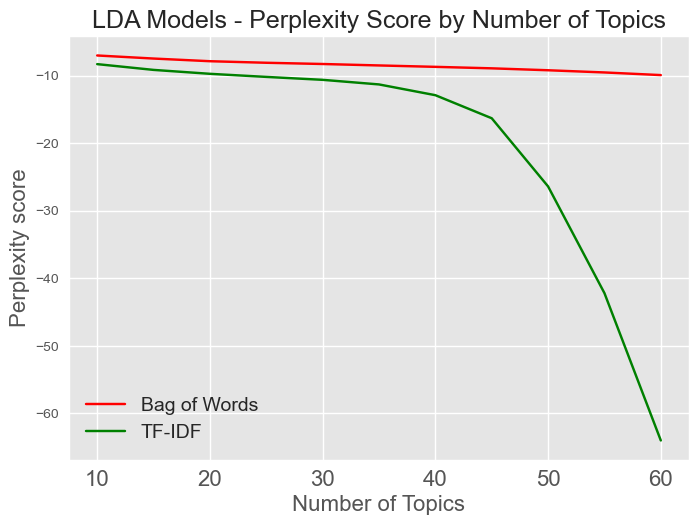 LDA Models - Perplexity Score by Number of Topics
Perplexity score
−10
−20
−30
−40
−50
−60
Bag of Words
TF-IDF
10 20 30 40 50 60
Number of Topics